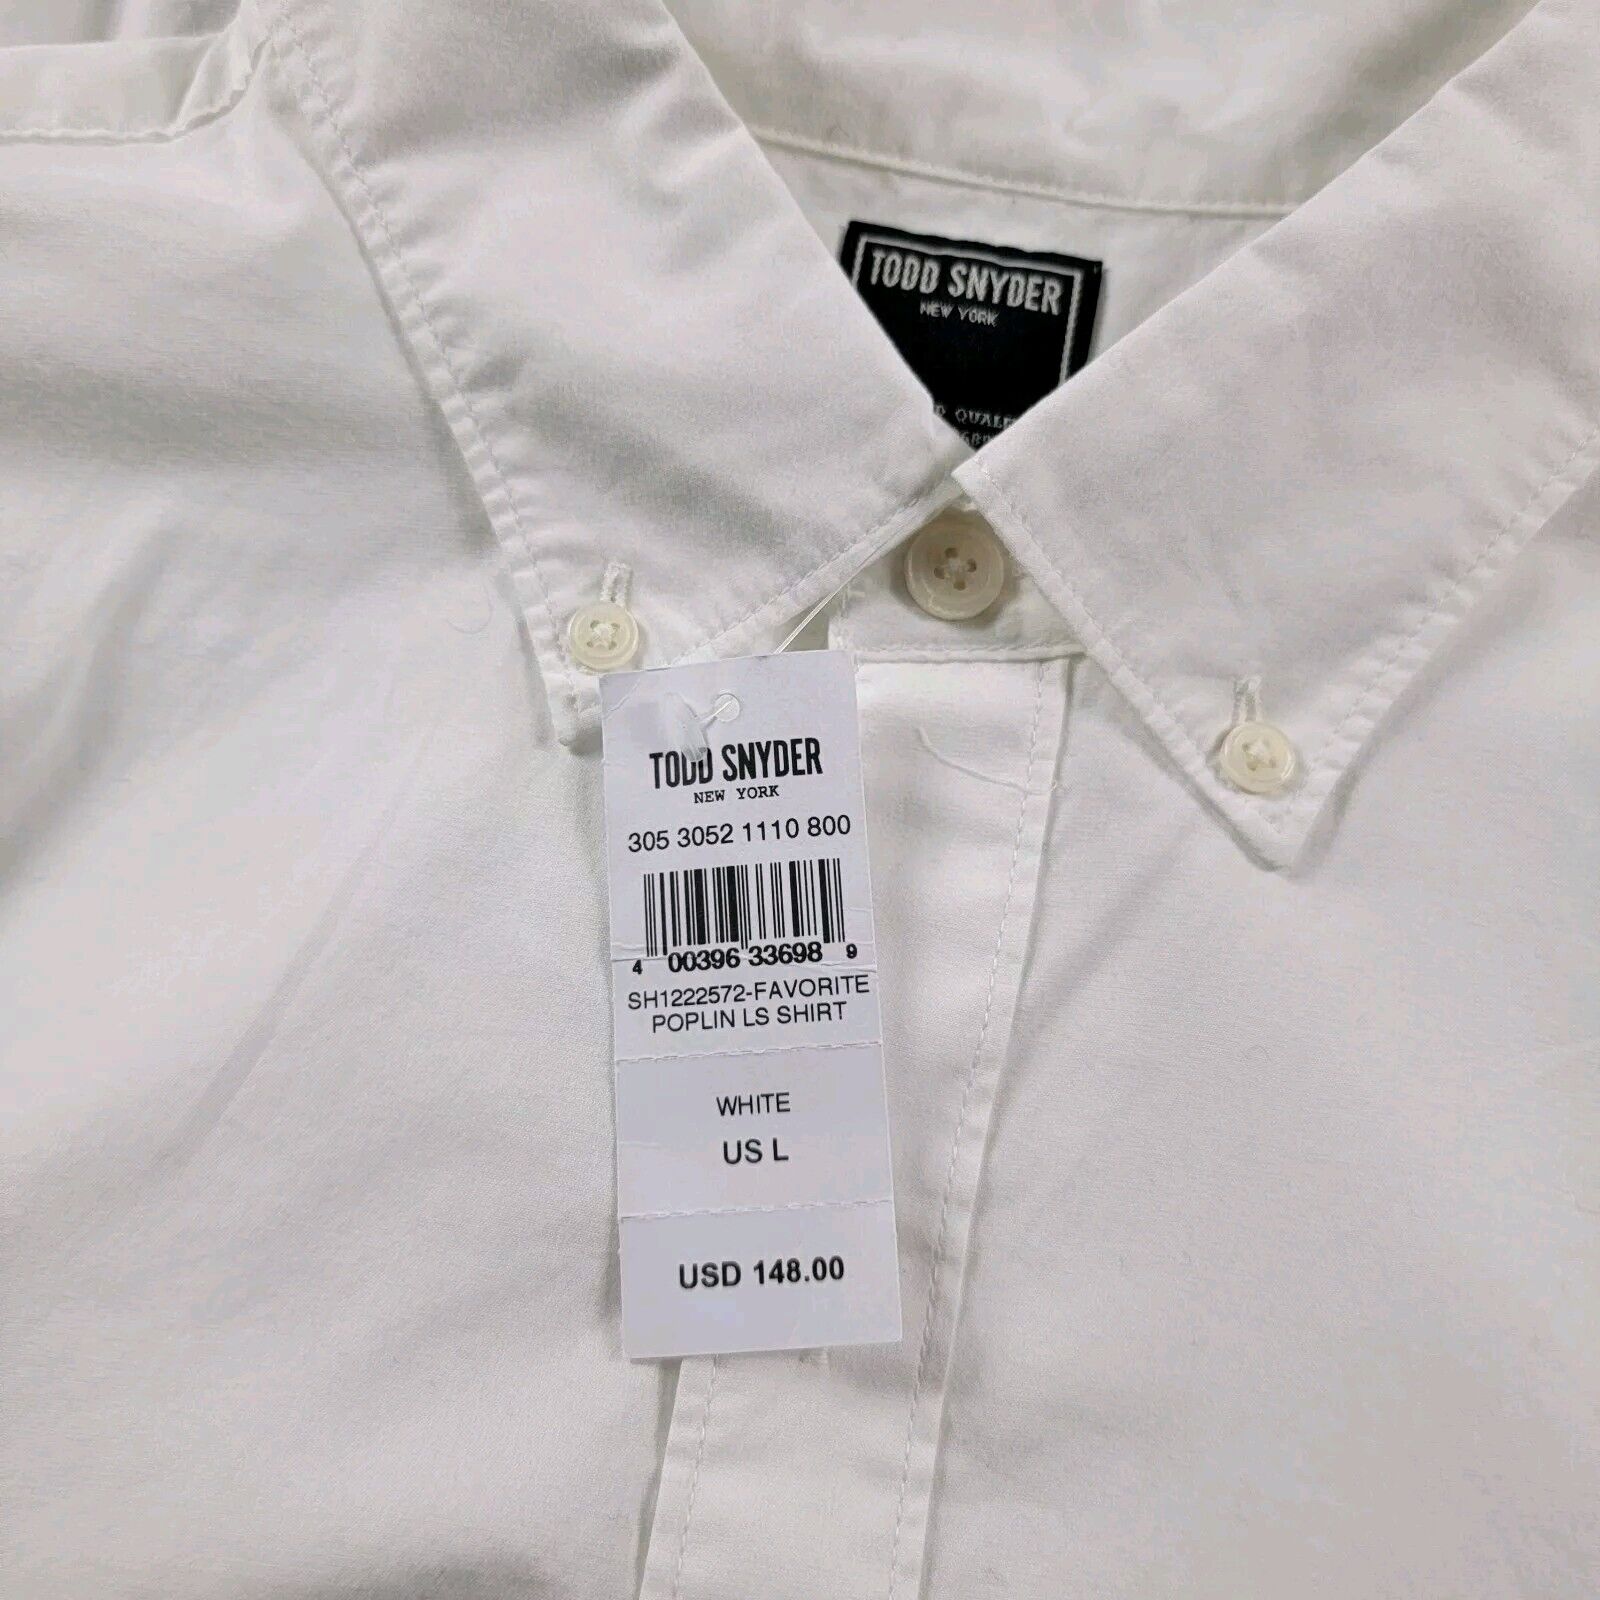 TODD SNYDER
NEW YORK
TODD SNYDER
NEW YORK
305 3052 1110 800
4 00396 33698 9
SH1222572-FAVORITE
POPLIN LS SHIRT
WHITE
US L
USD 148.00